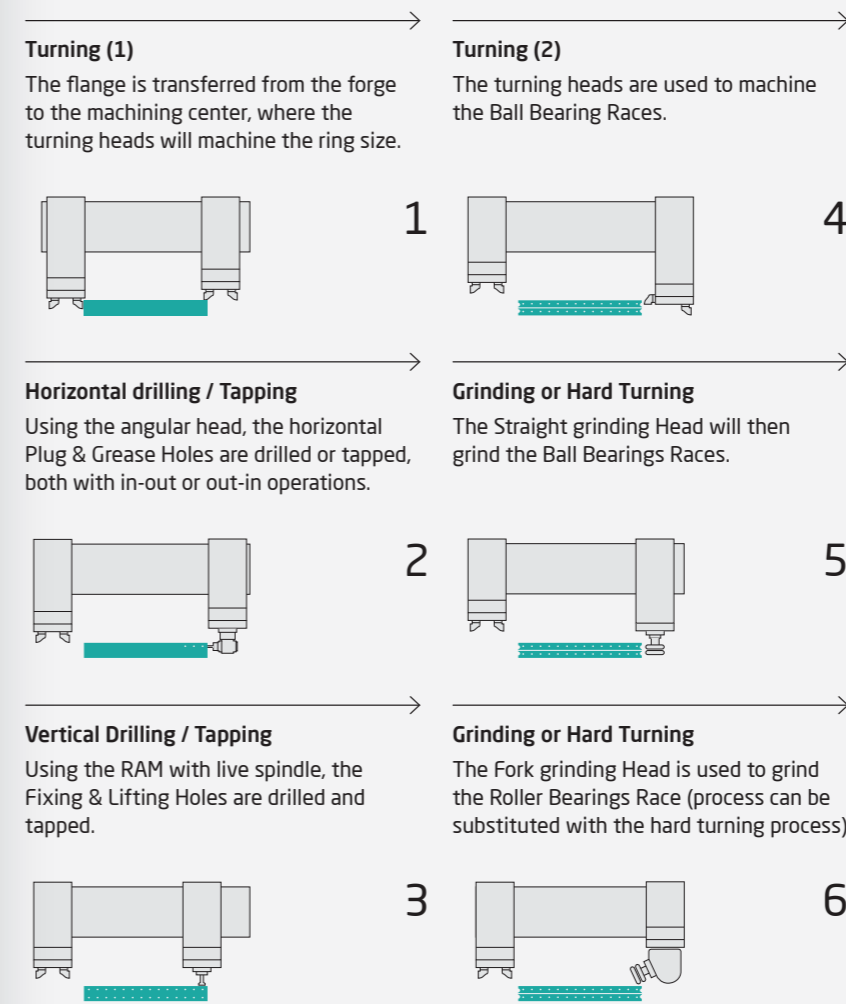 Turning (1)
The flange is transferred from the forge
to the machining center, where the
turning heads will machine the ring size.
1
Horizontal drilling / Tapping
Using the angular head, the horizontal
Plug & Grease Holes are drilled or tapped,
both with in-out or out-in operations.
2
Vertical Drilling / Tapping
Using the RAM with live spindle, the
Fixing & Lifting Holes are drilled and
tapped.
3
Turning (2)
The turning heads are used to machine
the Ball Bearing Races.
4
Grinding or Hard Turning
The Straight grinding Head will then
grind the Ball Bearings Races.
5
Grinding or Hard Turning
The Fork grinding Head is used to grind
the Roller Bearings Race (process can be
substituted with the hard turning process)
6